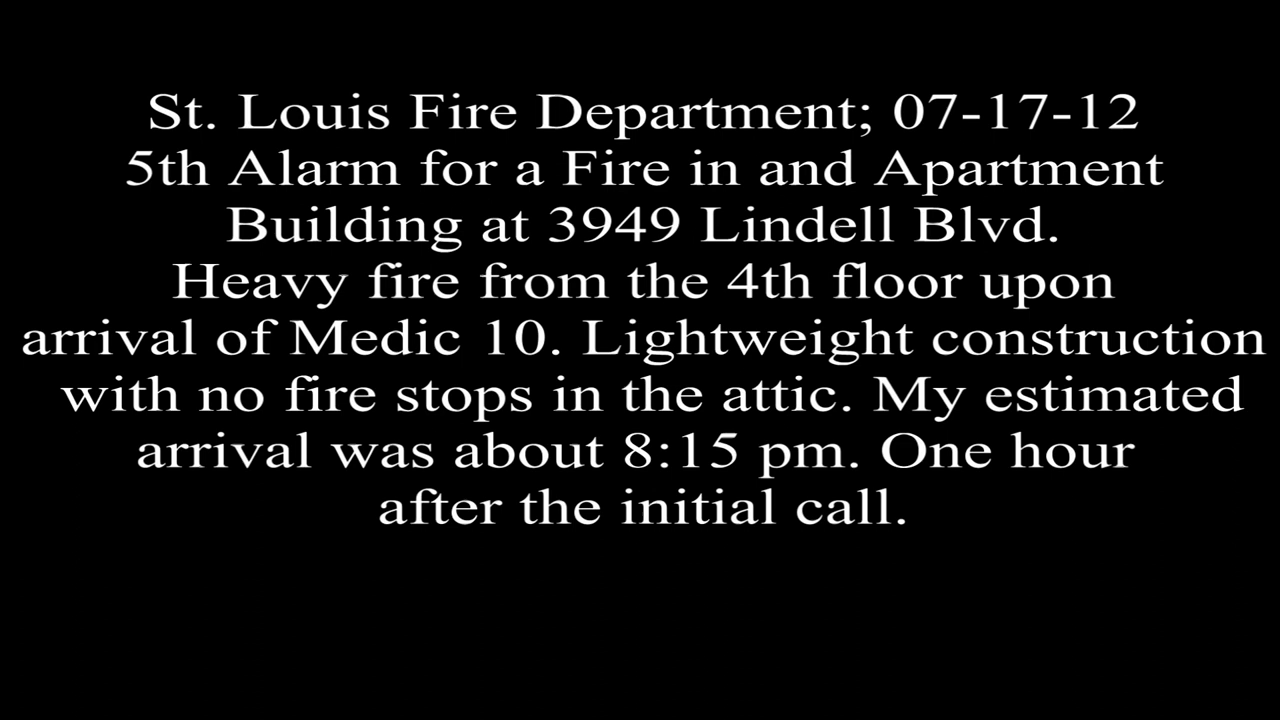 St. Louis Fire Department; 07-17-12
5th Alarm for a Fire in and Apartment
Building at 3949 Lindell Blvd.
Heavy fire from the 4th floor upon
arrival of Medic 10. Lightweight construction
with no fire stops in the attic. My estimated
arrival was about 8:15 pm. One hour
after the initial call.